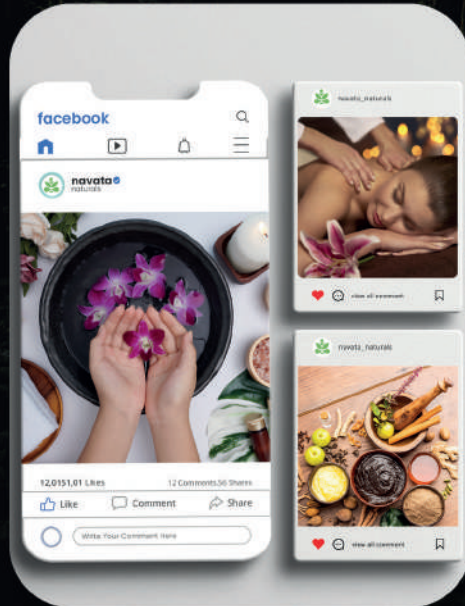 facebook
navata
naturals
12,0151,01 Likes
12 Comments,56 Shares
Like
Comment
Share
Write Your Comment Here
navata_naturals
view all comment
navata_naturals
view all comment